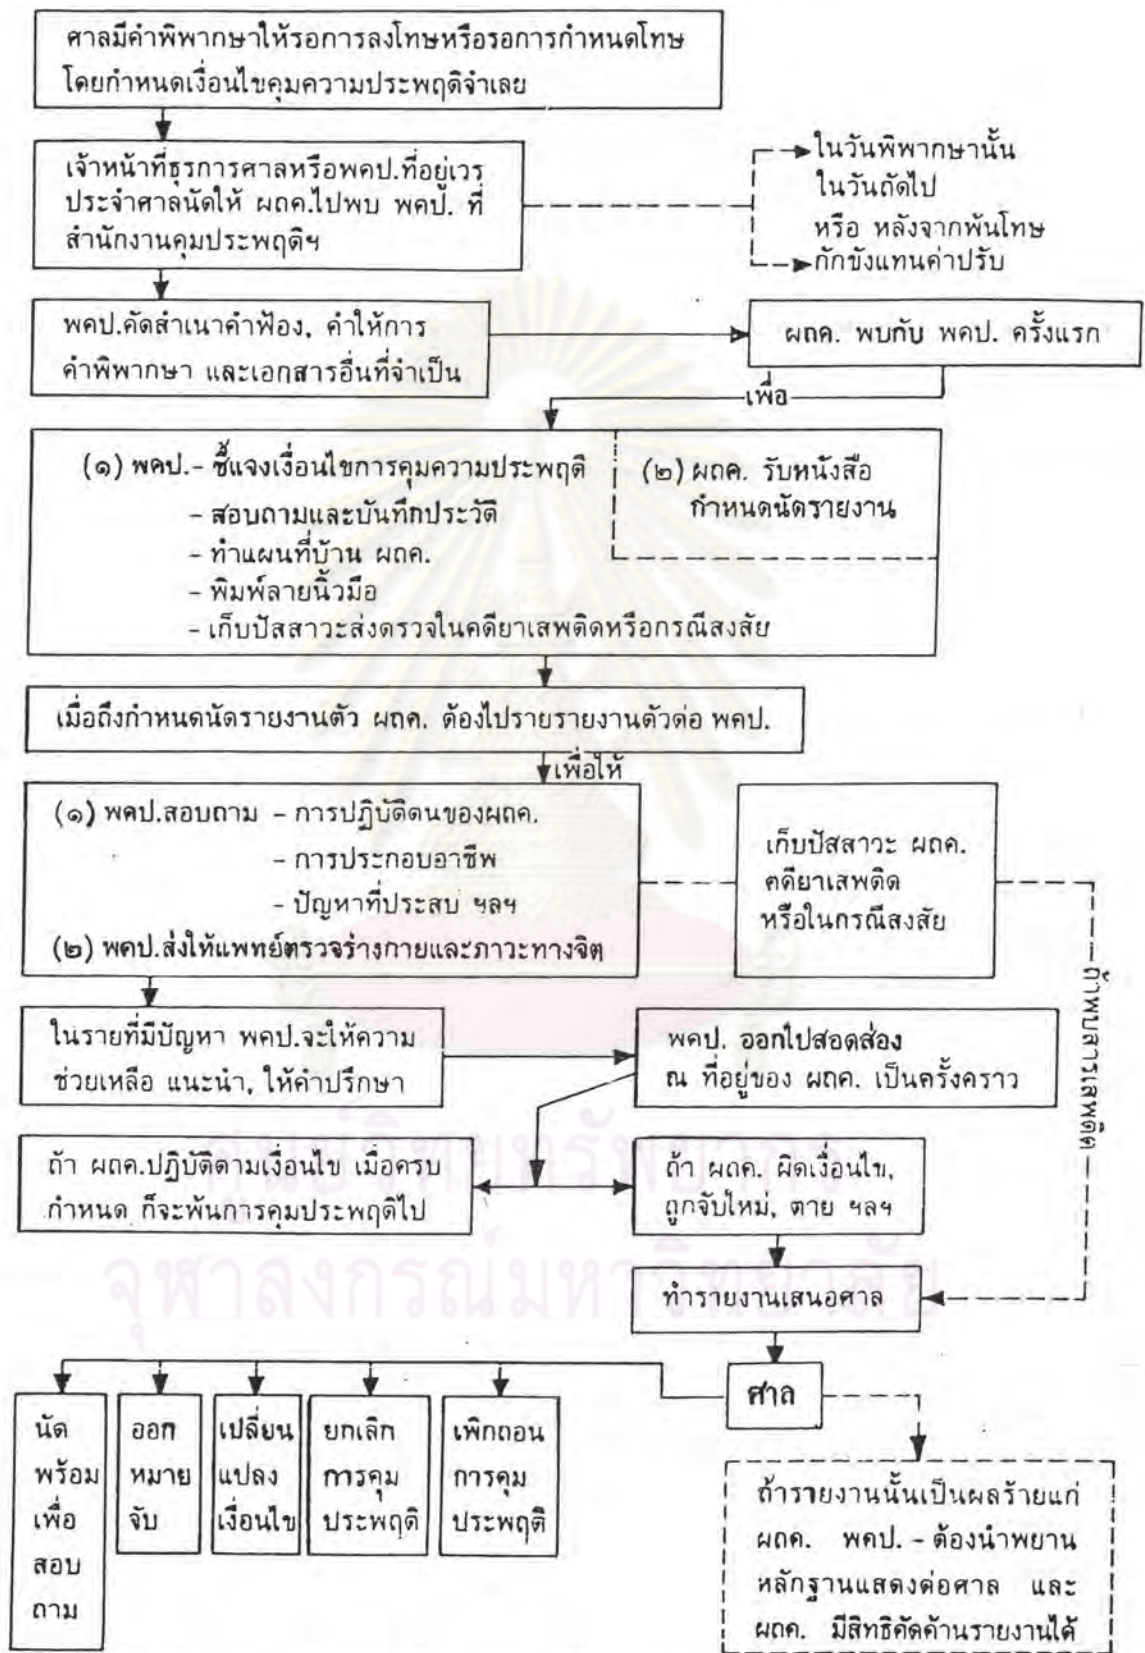 ศาลมีคำพิพากษาให้รอการลงโทษหรือรอการกำหนดโทษ
โดยกำหนดเงื่อนไขคุมความประพฤติจำเลย
เจ้าหน้าที่ธุรการศาลหรือพคป.ที่อยู่เวร
ประจำศาลนัดให้ ผถค.ไปพบ พคป. ที่
สำนักงานคุมประพฤติฯ
ในวันพิพากษานั้น
ในวันถัดไป
หรือ หลังจากพ้นโทษ
กักขังแทนค่าปรับ
พคป.คัดสำเนาคำฟ้อง, คำให้การ
คำพิพากษา และเอกสารอื่นที่จำเป็น
ผถค. พบกับ พคป. ครั้งแรก
เพื่อ
(๑) พคป. - ชี้แจงเงื่อนไขการคุมความประพฤติ
- สอบถามและบันทึกประวัติ
- ทำแผนที่บ้าน ผถค.
- พิมพ์ลายนิ้วมือ
- เก็บปัสสาวะส่งตรวจในคดียาเสพติดหรือกรณีสงสัย
(๒) ผถค. รับหนังสือ
กำหนดนัดรายงาน
เมื่อถึงกำหนดนัดรายงานตัว ผถค. ต้องไปรายรายงานตัวต่อ พคป.
เพื่อให้
(๑) พคป.สอบถาม - การปฏิบัติตนของผถค.
- การประกอบอาชีพ
- ปัญหาที่ประสบ ฯลฯ
(๒) พคป.ส่งให้แพทย์ตรวจร่างกายและภาวะทางจิต
เก็บปัสสาวะ ผถค.
คดียาเสพติด
หรือในกรณีสงสัย
ถ้าพบสารเสพติด
ในรายที่มีปัญหา พคป.จะให้ความ
ช่วยเหลือ แนะนำ, ให้คำปรึกษา
พคป. ออกไปสอดส่อง
ณ ที่อยู่ของ ผถค. เป็นครั้งคราว
ศูนย์วิทยทรัพยากร
จุฬาลงกรณ์มหาวิทยาลัย
ถ้า ผถค.ปฏิบัติตามเงื่อนไข เมื่อครบ
กำหนด ก็จะพ้นการคุมประพฤติไป
ถ้า ผถค. ผิดเงื่อนไข,
ถูกจับใหม่, ตาย ฯลฯ
ทำรายงานเสนอศาล
ศาล
นัด
พร้อม
เพื่อ
สอบ
ถาม
ออก
หมาย
จับ
เปลี่ยน
แปลง
เงื่อนไข
ยกเลิก
การคุม
ประพฤติ
เพิกถอน
การคุม
ประพฤติ
ถ้ารายงานนั้นเป็นผลร้ายแก่
ผถค. พคป. - ต้องนำพยาน
หลักฐานแสดงต่อศาล และ
ผถค. มีสิทธิคัดค้านรายงานได้